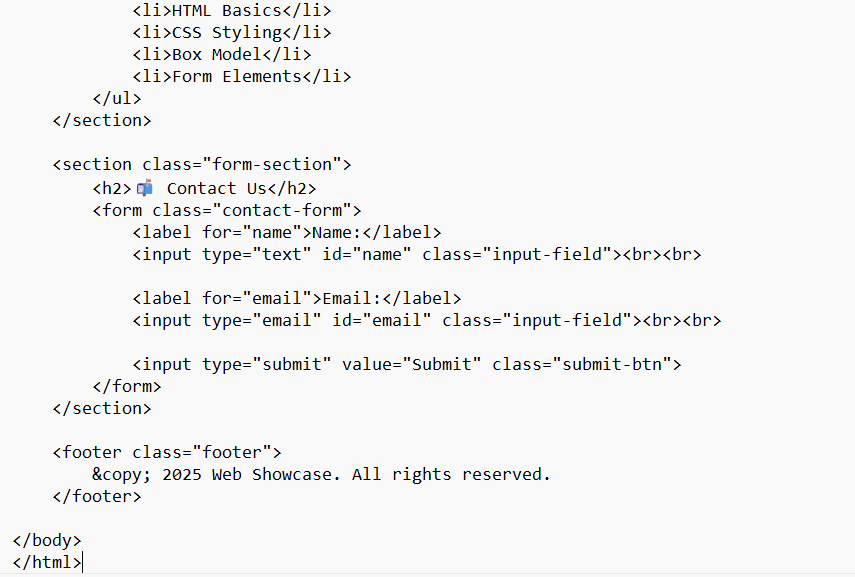 <li>HTML Basics</li>
<li>CSS Styling</li>
<li>Box Model</li>
<li>Form Elements</li>
</ul>
</section>
<section class="form-section">
<h2>📬 Contact Us</h2>
<form class="contact-form">
<label for="name">Name:</label>
<input type="text" id="name" class="input-field"><br><br>
<label for="email">Email:</label>
<input type="email" id="email" class="input-field"><br><br>
<input type="submit" value="Submit" class="submit-btn">
</form>
</section>
<footer class="footer">
&copy; 2025 Web Showcase. All rights reserved.
</footer>
</body>
</html>